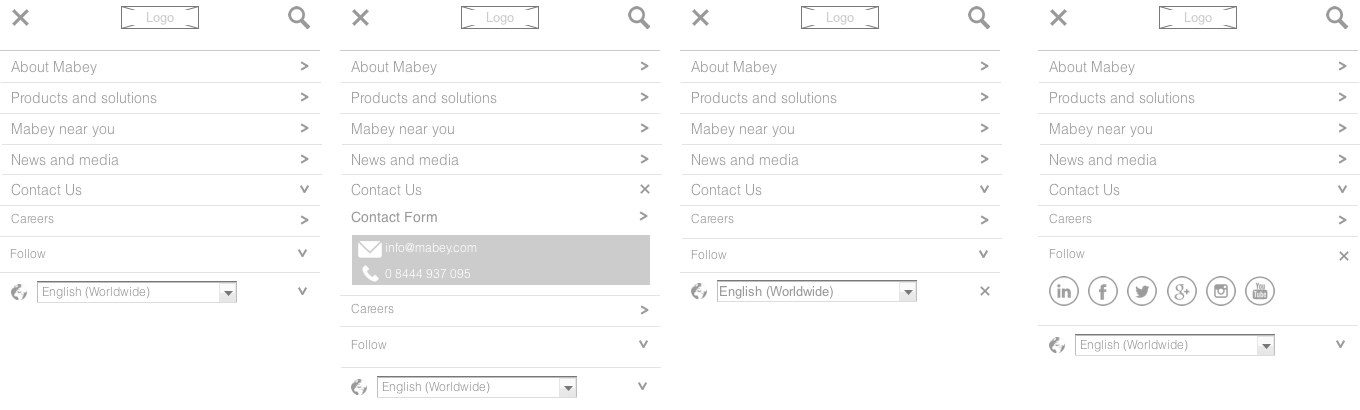 Logo
About Mabey
Products and solutions
Mabey near you
News and media
Contact Us
Careers
Follow
English (Worldwide)
Logo
About Mabey
Products and solutions
Mabey near you
News and media
Contact Us
Contact Form
info@mabey.com
0 8444 937 095
Careers
Follow
English (Worldwide)
Logo
About Mabey
Products and solutions
Mabey near you
News and media
Contact Us
Careers
Follow
English (Worldwide)
Logo
About Mabey
Products and solutions
Mabey near you
News and media
Contact Us
Careers
Follow
in f g+ You Tube
English (Worldwide)